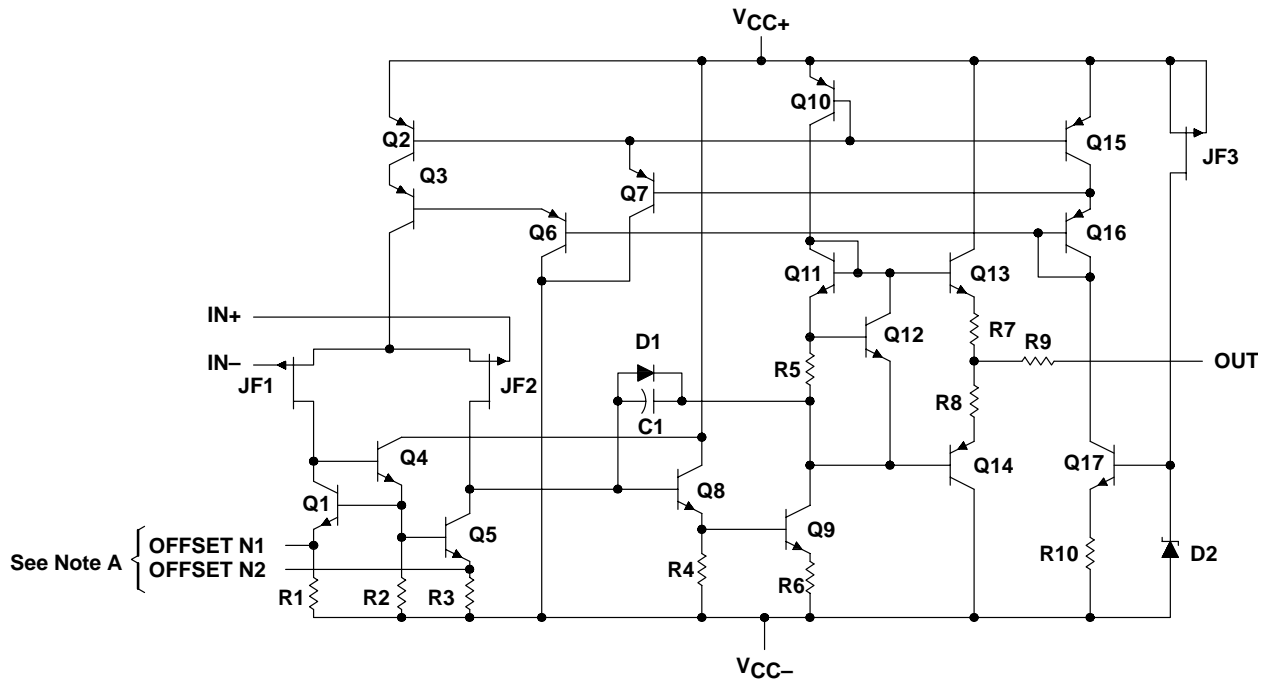 VCC+
Q10
Q2
Q15
JF3
Q3
Q7
Q6
Q16
Q11
Q13
IN+
Q12
R7
D1
R9
IN–
OUT
JF1
JF2
R5
R8
C1
Q4
Q14
Q17
Q8
Q1
Q5
Q9
See Note A
OFFSET N1
OFFSET N2
R10
D2
R4
R6
R1
R2
R3
VCC–